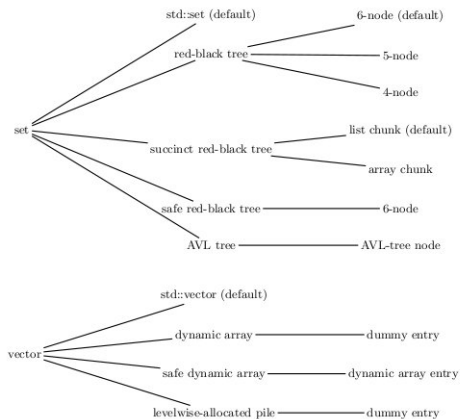 std::set (default)
6-node (default)
red-black tree
5-node
4-node
set
list chunk (default)
succinct red-black tree
array chunk
safe red-black tree
6-node
AVL tree
AVL-tree node
std::vector (default)
dynamic array
dummy entry
vector
safe dynamic array
dynamic array entry
levelwise-allocated pile
dummy entry